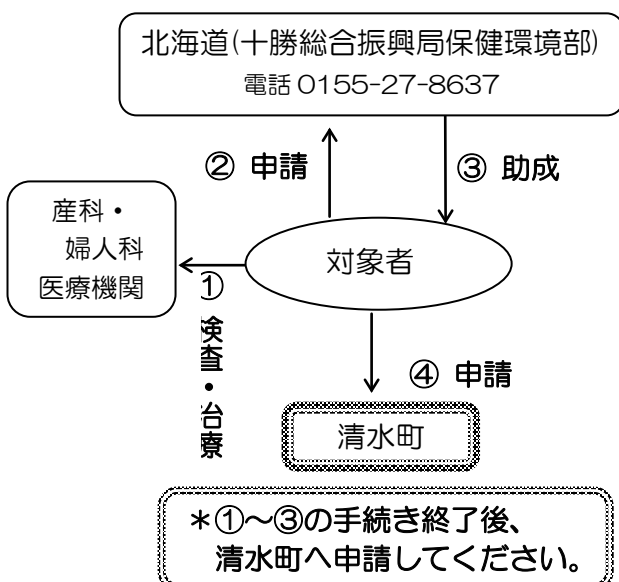 北海道(十勝総合振興局保健環境部)
電話 0155-27-8637
② 申請
③ 助成
産科・
婦人科
医療機関
対象者
①
検査・治療
④ 申請
清水町
＊①～③の手続き終了後、
清水町へ申請してください。